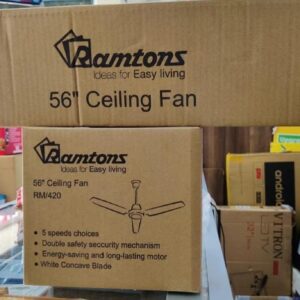 Ramtons
Ideas for Easy living
56" Ceiling Fan
Ramtons
Ideas for Easy living
56" Ceiling Fan
RM/420
• 5 speeds choices
• Double safety seccurity mechanism
• Energy-saving and long-lasting motor
• White Concave Blade
android
VITRON